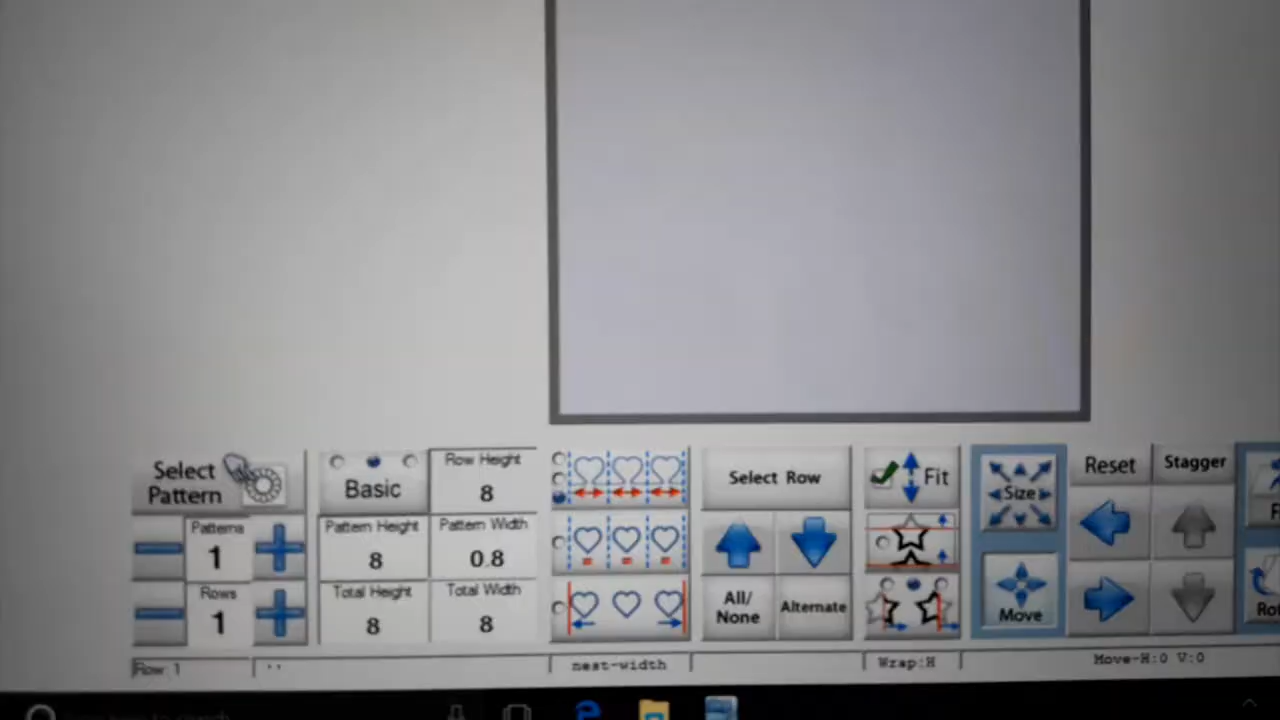 Select Pattern
Patterns
1
Rows
1
Basic
Row Height
8
Pattern Height
8
Pattern Width
0.8
Total Height
8
Total Width
8
Select Row
All/
None
Alternate
Fit
Size
Move
Reset
Stagger
Row 1
nest-width
Wrap:H
Move-H:0 V:0